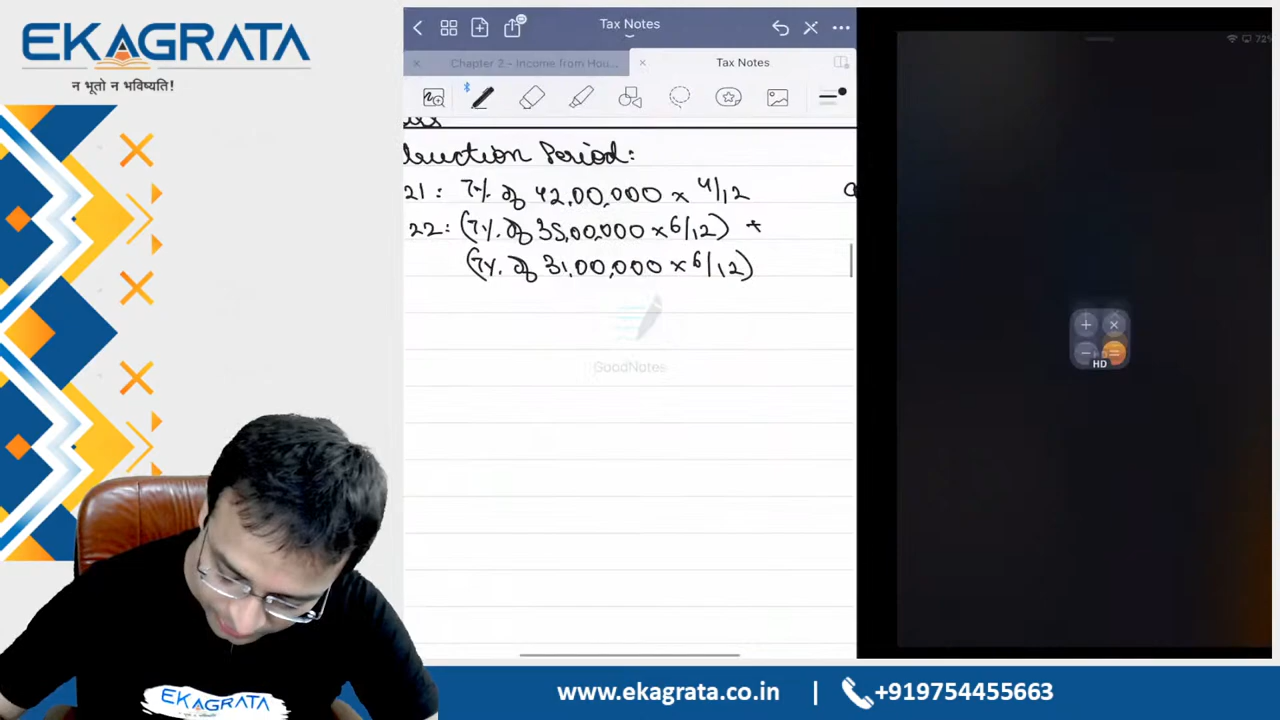 EKAGRATA
न भूतो न भविष्यति!
Tax Notes
Chapter 2 - Income from Hou...
Tax Notes
72%
truction Period:
21: 7% of 42,00,000 x 4/12
22: (7% of 35,00,000 x 6/12) +
(7% of 31,00,000 x 6/12)
GoodNotes
+ ×
− =
HD
EKAGRATA
www.ekagrata.co.in | +919754455663